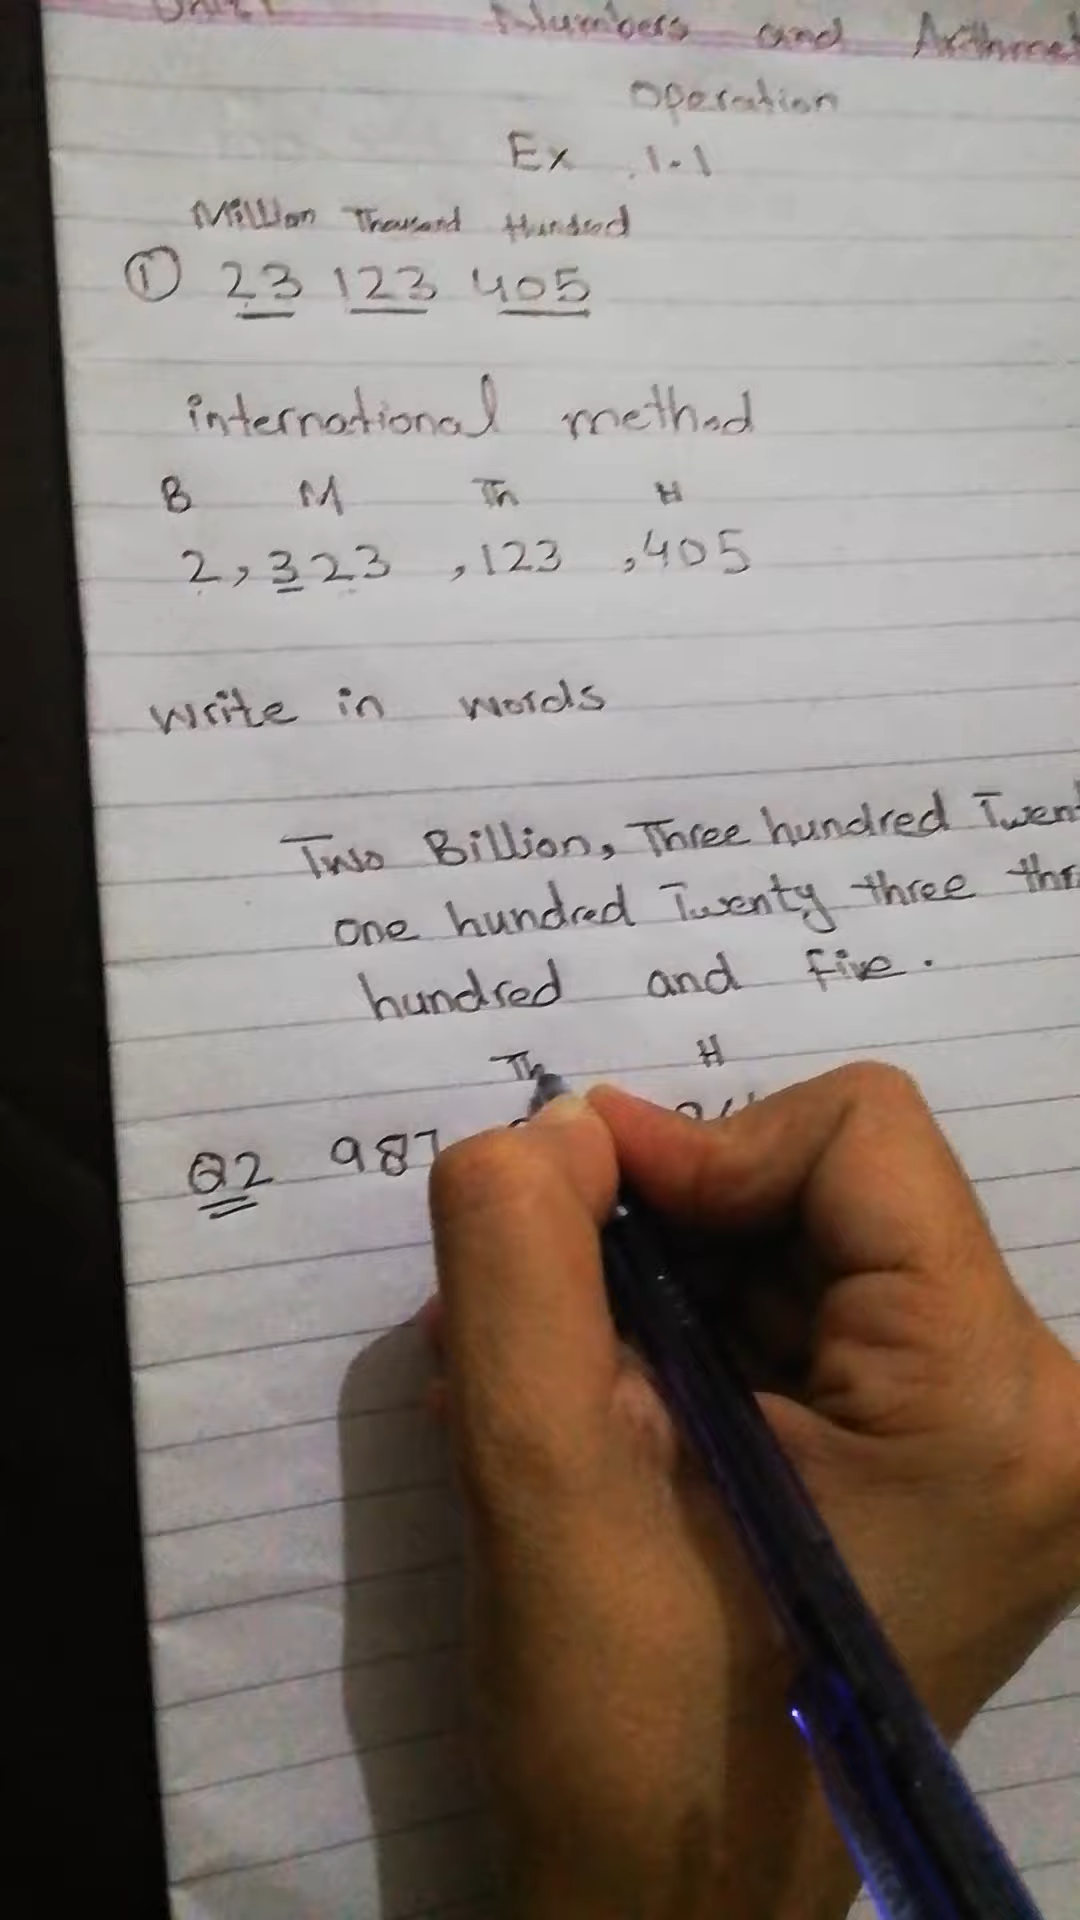 Numbers and
Operation
Ex .1.1
Million Thousand Hundred
① 23 123 405
international method
B M Th H
2,323,123,405
write in words
Two Billion, Three hundred
one hundred Twenty three
hundred and five.
Th H
Q2 987